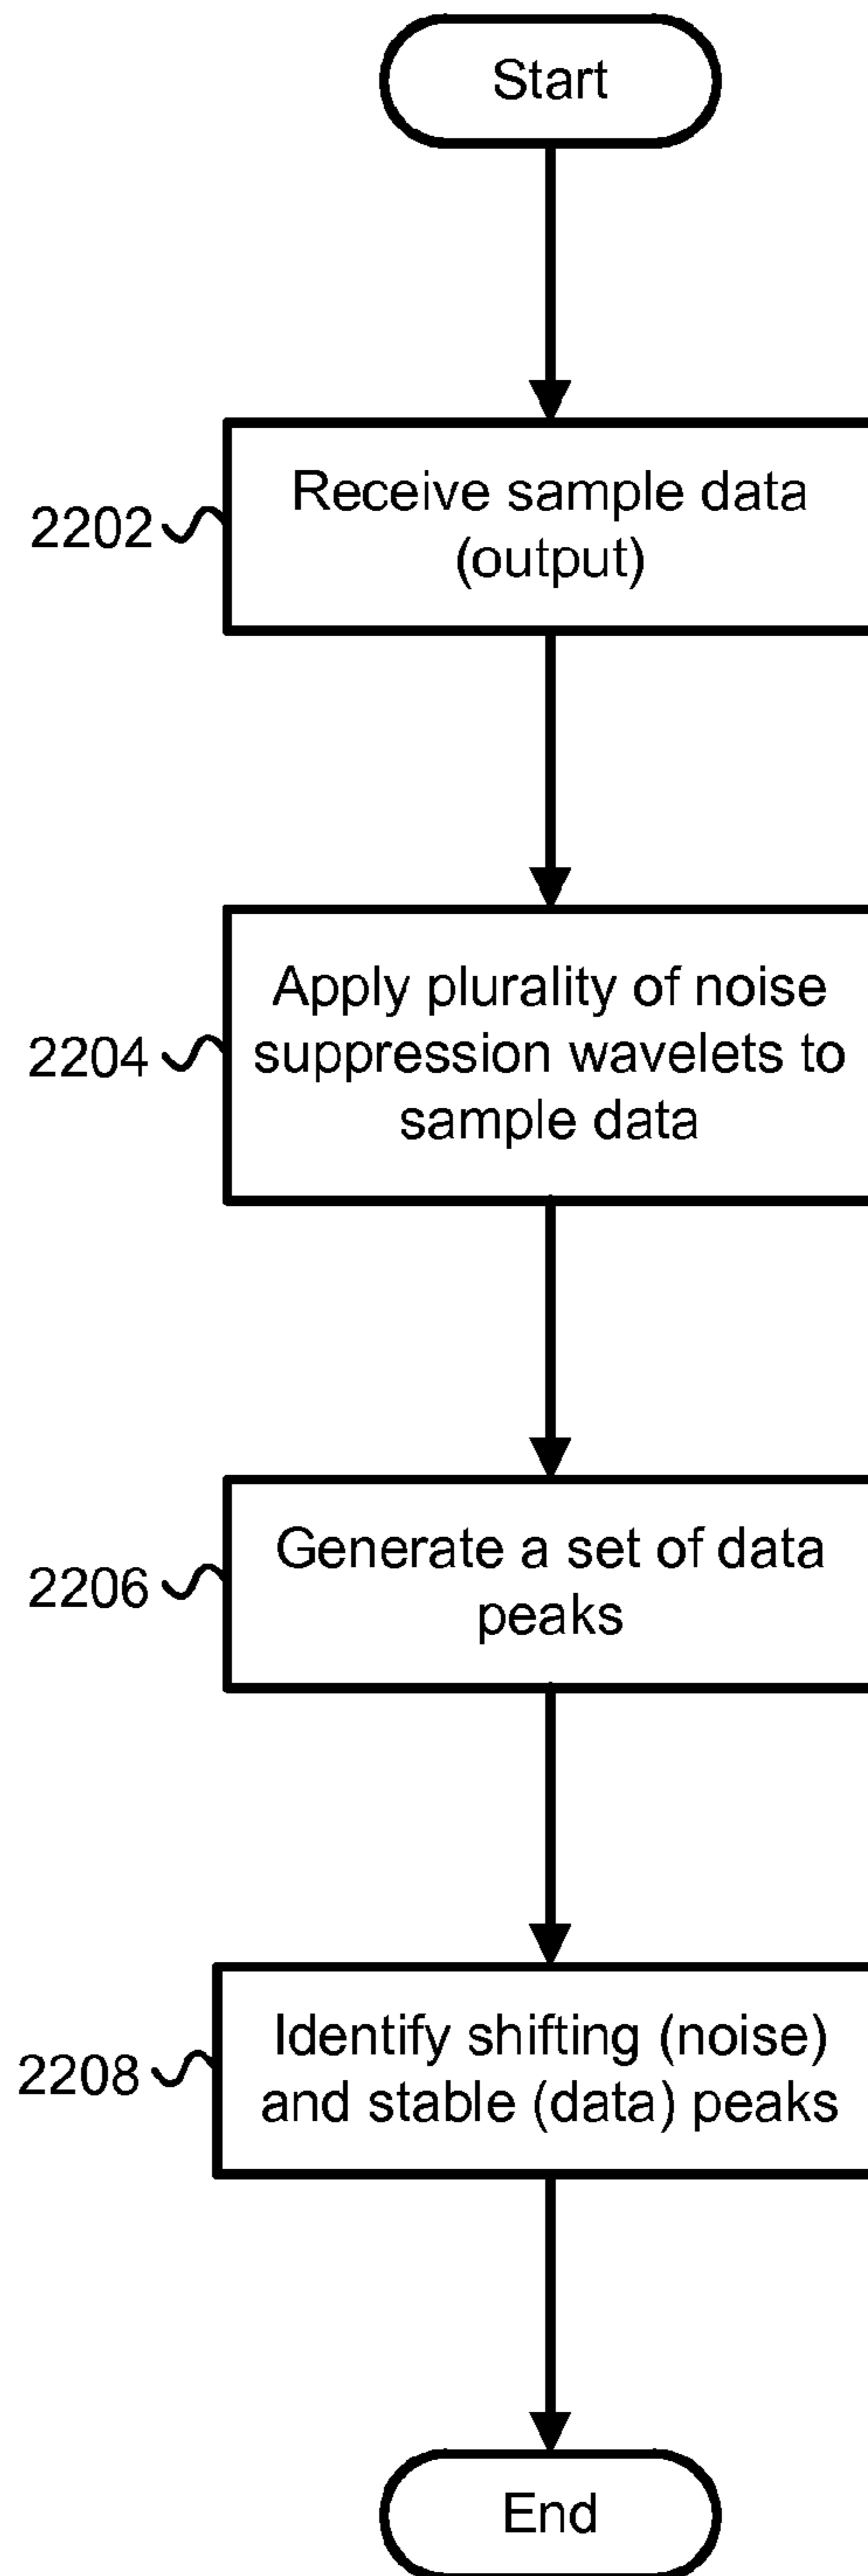 Start
Receive sample data
(output)
2202
Apply plurality of noise
suppression wavelets to
sample data
2204
Generate a set of data
peaks
2206
Identify shifting (noise)
and stable (data) peaks
2208
End